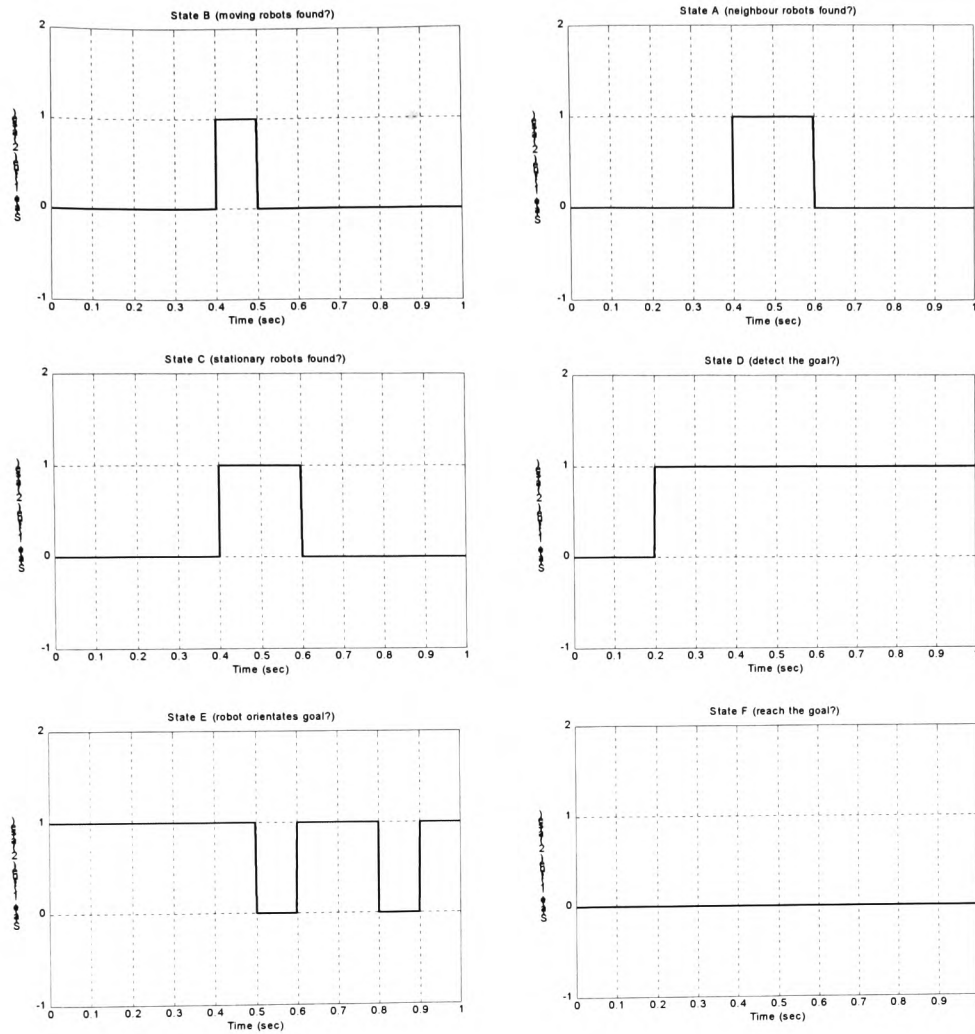 State B (moving robots found?)
2
1
0
-1
0 0.1 0.2 0.3 0.4 0.5 0.6 0.7 0.8 0.9 1
Time (sec)
State A (neighbour robots found?)
2
1
0
-1
0 0.1 0.2 0.3 0.4 0.5 0.6 0.7 0.8 0.9 1
Time (sec)
State C (stationary robots found?)
2
1
0
-1
0 0.1 0.2 0.3 0.4 0.5 0.6 0.7 0.8 0.9 1
Time (sec)
State D (detect the goal?)
2
1
0
-1
0 0.1 0.2 0.3 0.4 0.5 0.6 0.7 0.8 0.9 1
Time (sec)
State E (robot orientates goal?)
2
1
0
-1
0 0.1 0.2 0.3 0.4 0.5 0.6 0.7 0.8 0.9 1
Time (sec)
State F (reach the goal?)
2
1
0
-1
0 0.1 0.2 0.3 0.4 0.5 0.6 0.7 0.8 0.9 1
Time (sec)